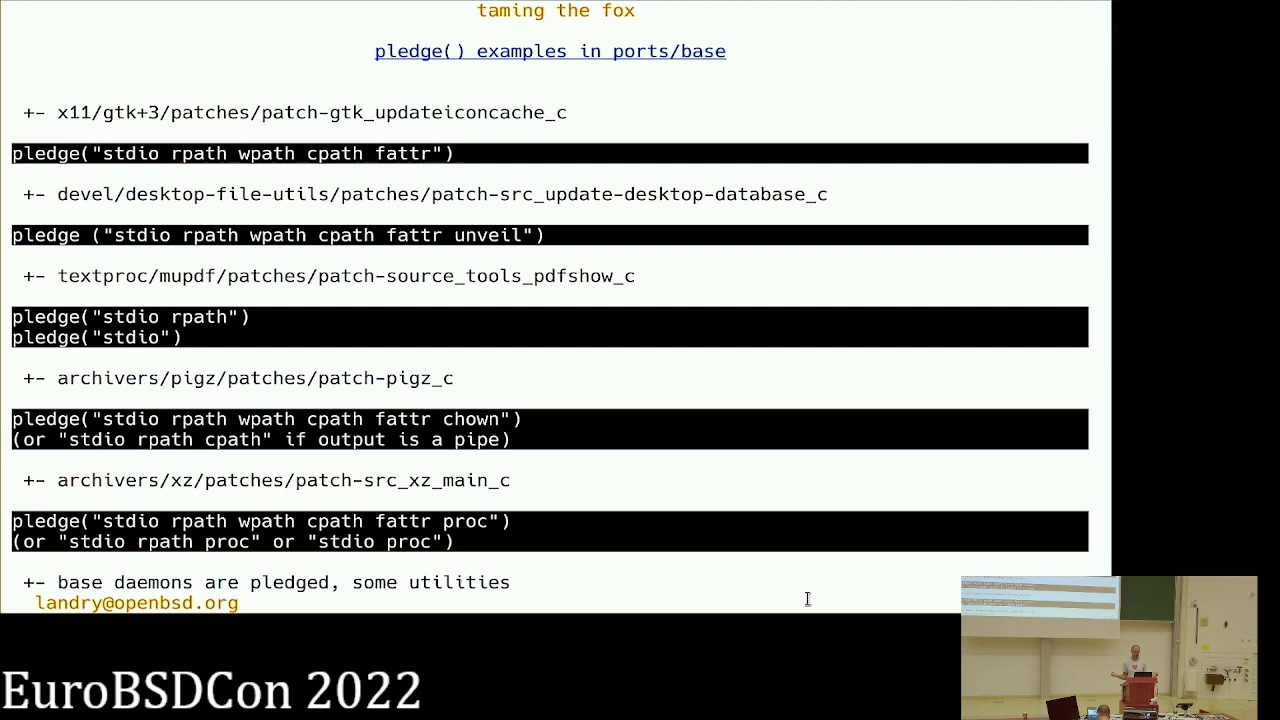 taming the fox
pledge() examples in ports/base
+- x11/gtk+3/patches/patch-gtk_updateiconcache_c
pledge("stdio rpath wpath cpath fattr")
+- devel/desktop-file-utils/patches/patch-src_update-desktop-database_c
pledge ("stdio rpath wpath cpath fattr unveil")
+- textproc/mupdf/patches/patch-source_tools_pdfshow_c
pledge("stdio rpath")
pledge("stdio")
+- archivers/pigz/patches/patch-pigz_c
pledge("stdio rpath wpath cpath fattr chown")
(or "stdio rpath cpath" if output is a pipe)
+- archivers/xz/patches/patch-src_xz_main_c
pledge("stdio rpath wpath cpath fattr proc")
(or "stdio rpath proc" or "stdio proc")
+- base daemons are pledged, some utilities
landry@openbsd.org
EuroBSDCon 2022